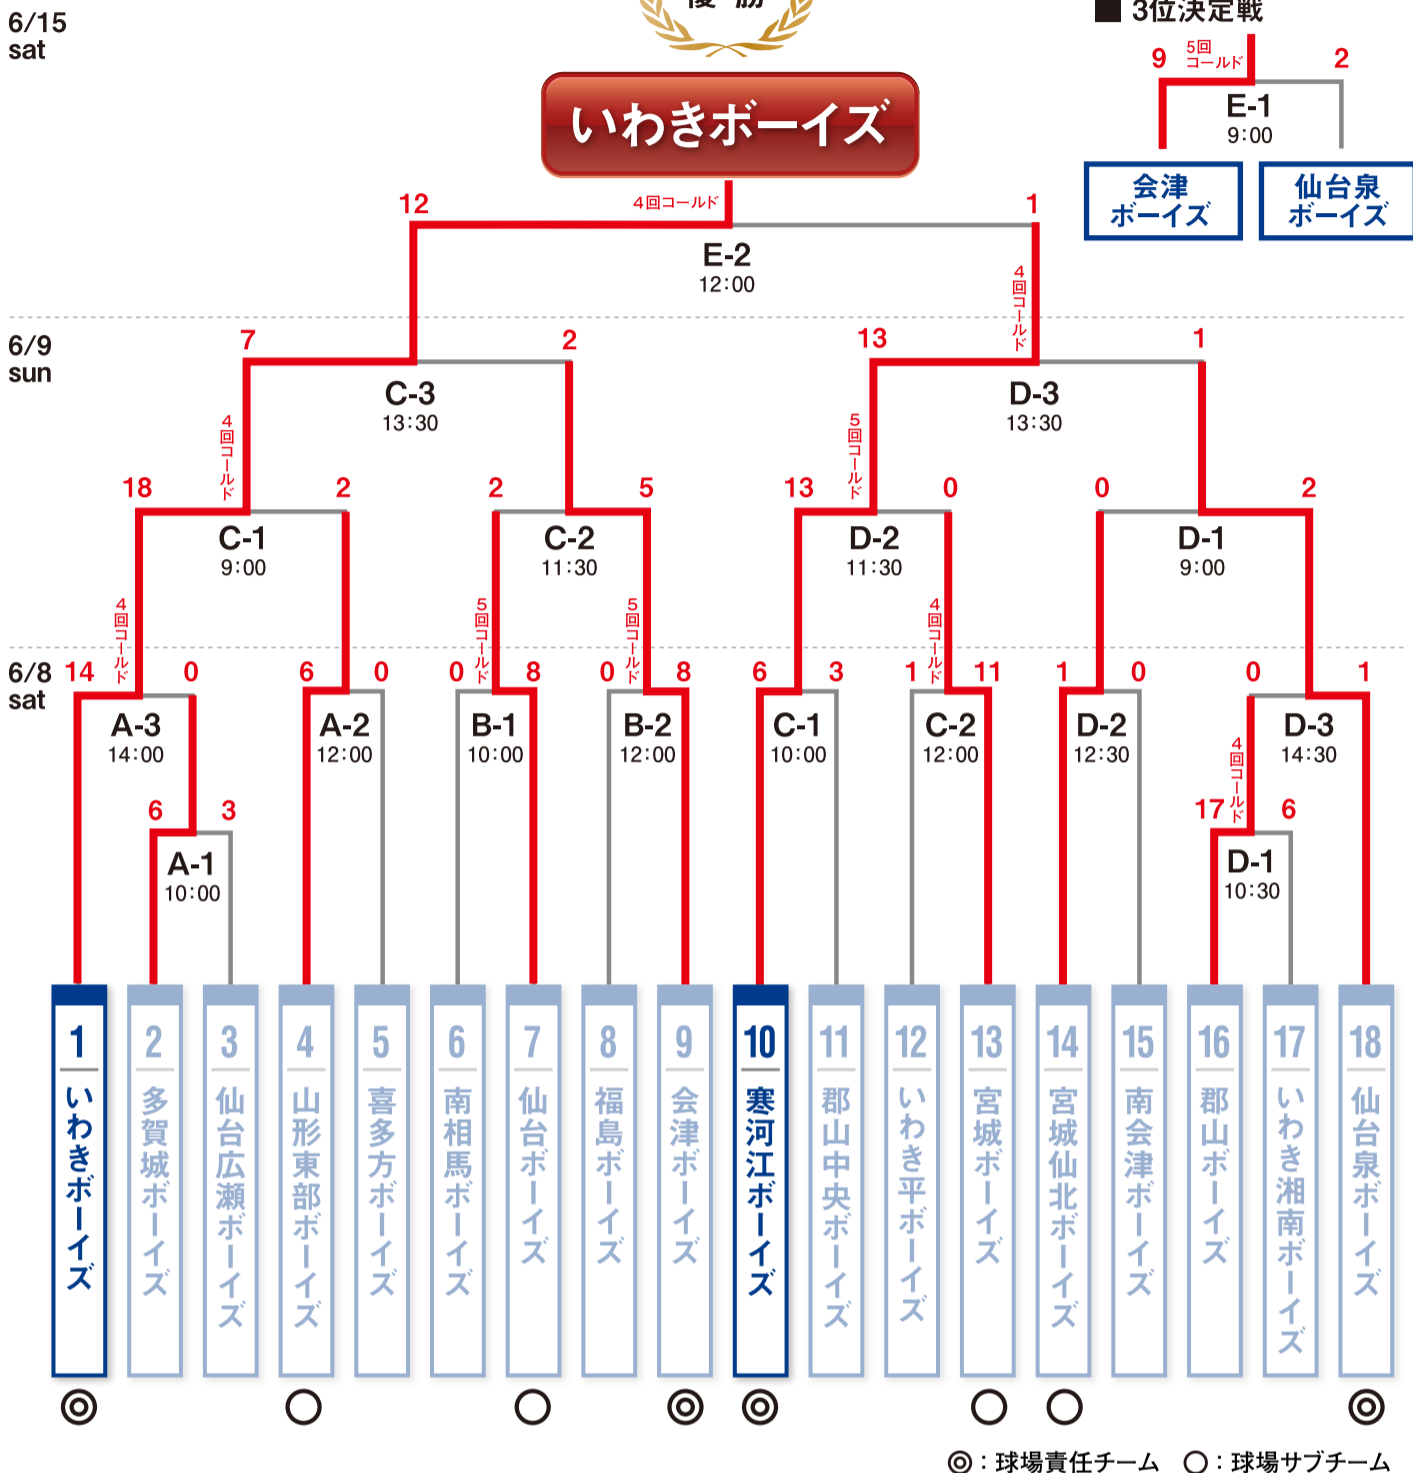 6/15
sat
優 勝
■ 3位決定戦
9 5回 2
コールド
E-1
9:00
会津
ボーイズ
仙台泉
ボーイズ
いわきボーイズ
12 4回コールド 1
E-2
12:00
4回コールド
6/9
sun
7 2 13 1
C-3
13:30
D-3
13:30
4回コールド
5回コールド
18 2 2 5 13 0 0 2
C-1
9:00
C-2
11:30
D-2
11:30
D-1
9:00
4回コールド
5回コールド
5回コールド
4回コールド
6/8
sat
14 0 6 0 0 8 0 8 6 3 1 11 1 0 0 1
A-3
14:00
A-2
12:00
B-1
10:00
B-2
12:00
C-1
10:00
C-2
12:00
D-2
12:30
D-3
14:30
4回コールド
6 3
A-1
10:00
17 6
D-1
10:30
1 いわきボーイズ
2 多賀城ボーイズ
3 仙台広瀬ボーイズ
4 山形東部ボーイズ
5 喜多方ボーイズ
6 南相馬ボーイズ
7 仙台ボーイズ
8 福島ボーイズ
9 会津ボーイズ
10 寒河江ボーイズ
11 郡山中央ボーイズ
12 いわき平ボーイズ
13 宮城ボーイズ
14 宮城仙北ボーイズ
15 南会津ボーイズ
16 郡山ボーイズ
17 いわき湘南ボーイズ
18 仙台泉ボーイズ
◎ ○ ○ ◎ ◎ ○ ○ ◎
◎:球場責任チーム ○:球場サブチーム